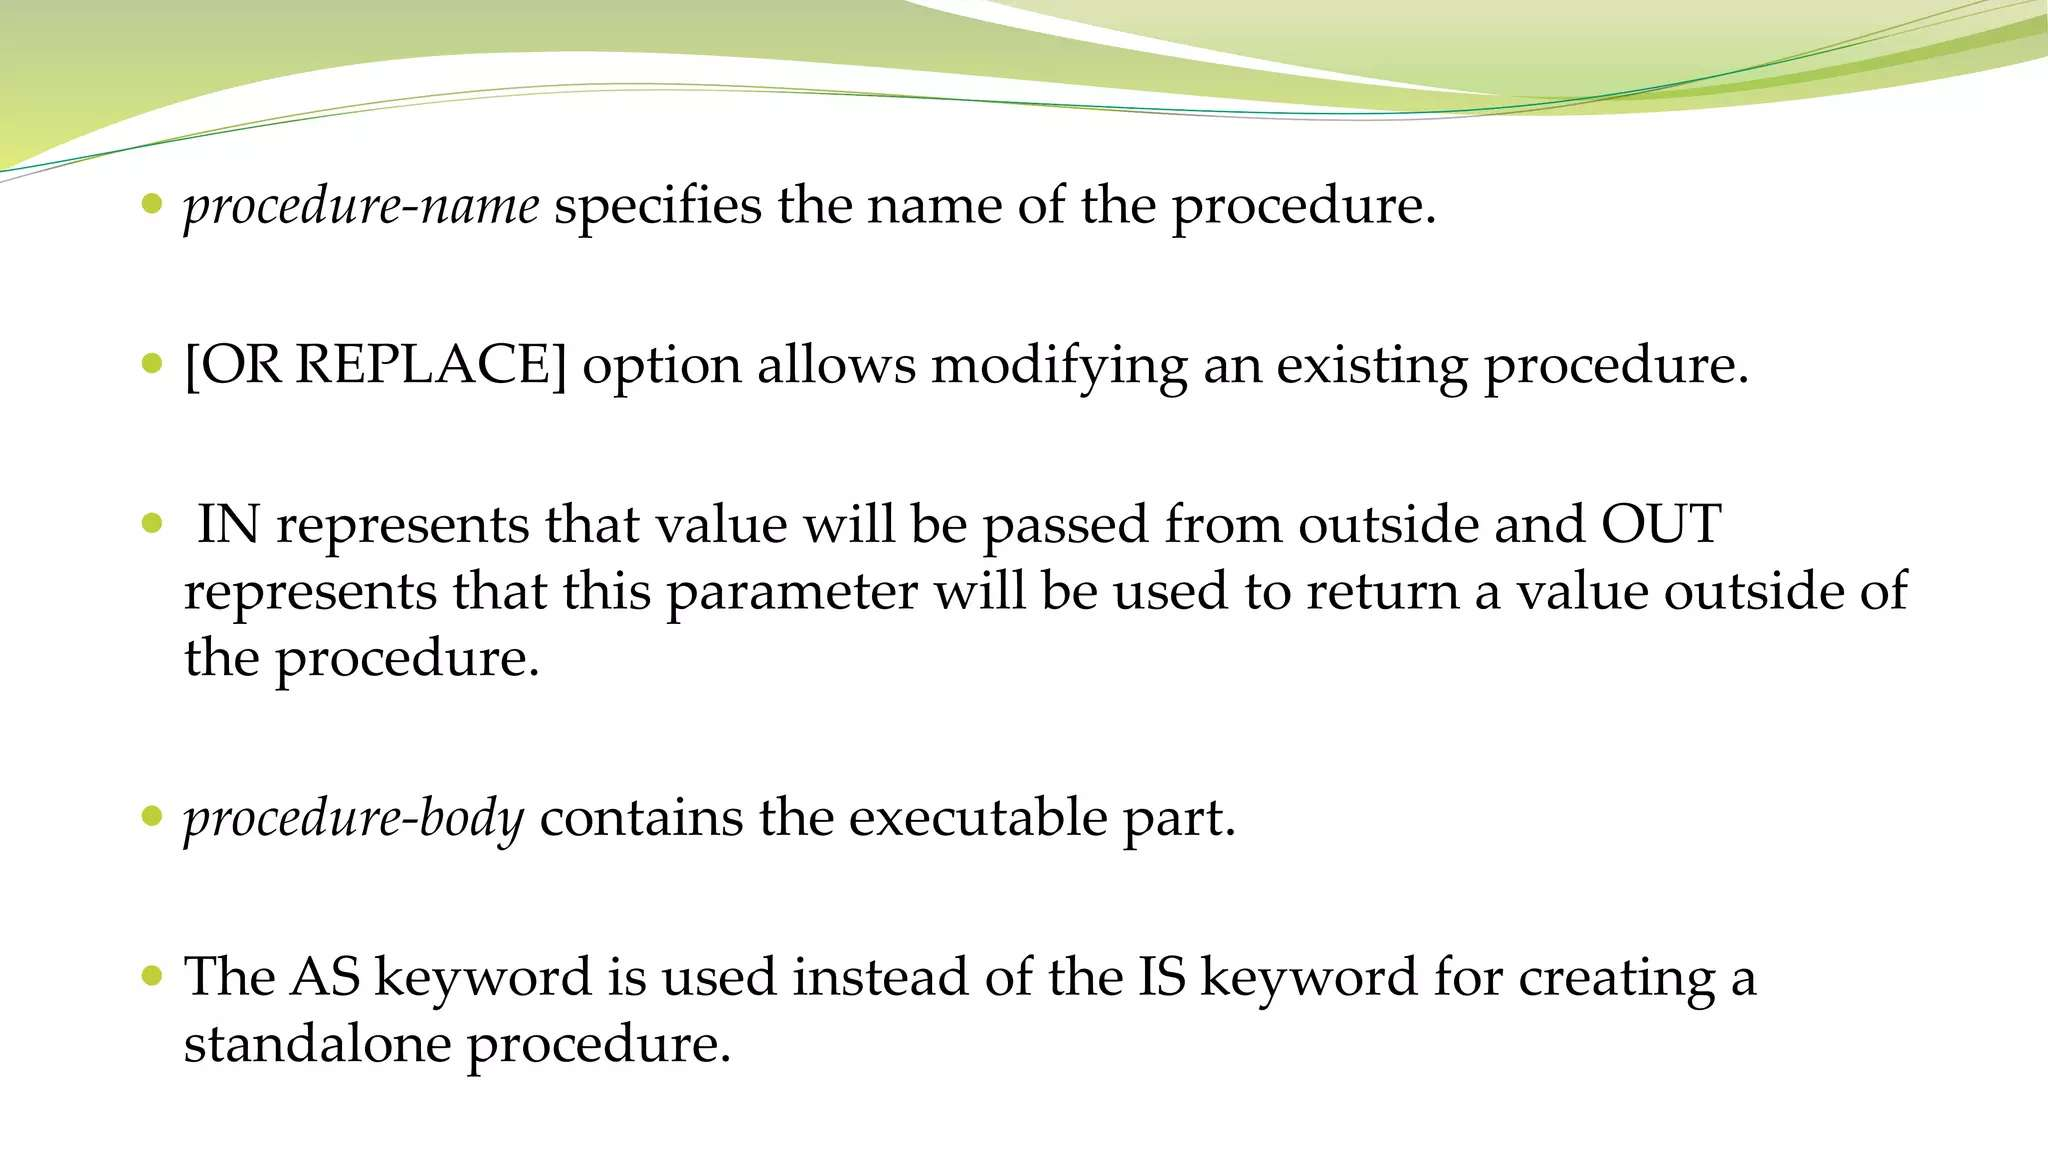 • procedure-name specifies the name of the procedure.
• [OR REPLACE] option allows modifying an existing procedure.
• IN represents that value will be passed from outside and OUT
represents that this parameter will be used to return a value outside of
the procedure.
• procedure-body contains the executable part.
• The AS keyword is used instead of the IS keyword for creating a
standalone procedure.